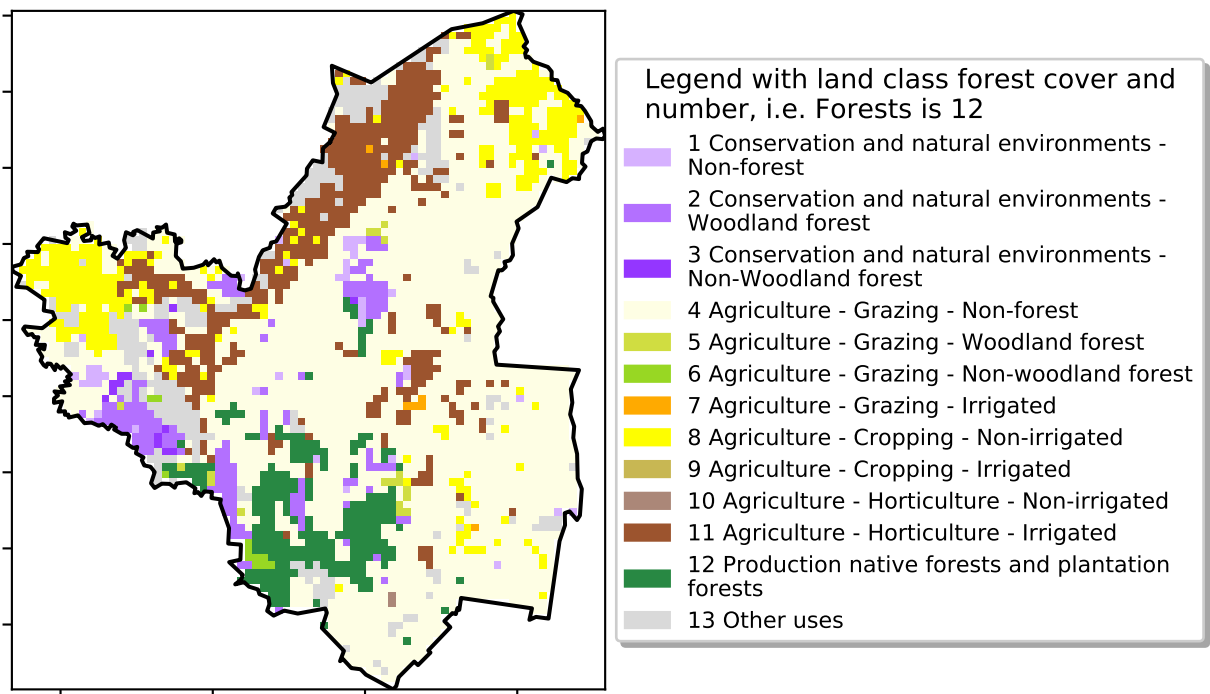 Legend with land class forest cover and
number, i.e. Forests is 12
1 Conservation and natural environments -
Non-forest
2 Conservation and natural environments -
Woodland forest
3 Conservation and natural environments -
Non-Woodland forest
4 Agriculture - Grazing - Non-forest
5 Agriculture - Grazing - Woodland forest
6 Agriculture - Grazing - Non-woodland forest
7 Agriculture - Grazing - Irrigated
8 Agriculture - Cropping - Non-irrigated
9 Agriculture - Cropping - Irrigated
10 Agriculture - Horticulture - Non-irrigated
11 Agriculture - Horticulture - Irrigated
12 Production native forests and plantation
forests
13 Other uses